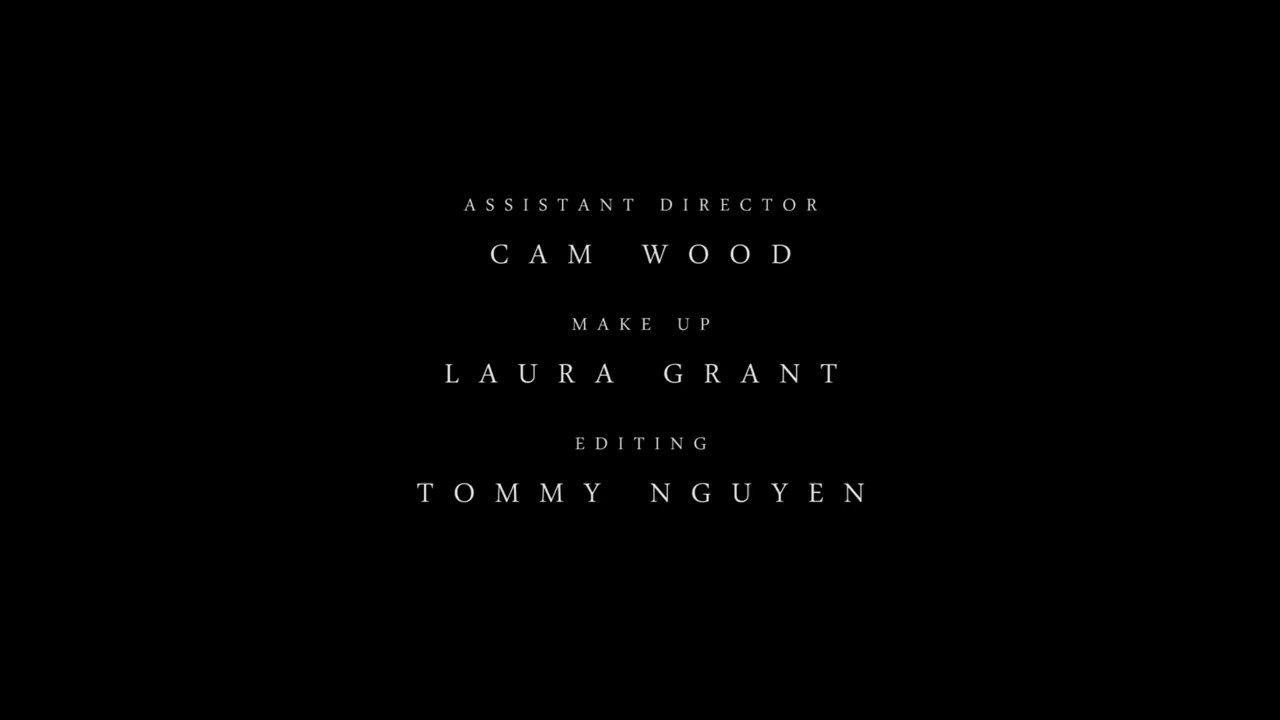 ASSISTANT DIRECTOR
CAM WOOD
MAKE UP
LAURA GRANT
EDITING
TOMMY NGUYEN